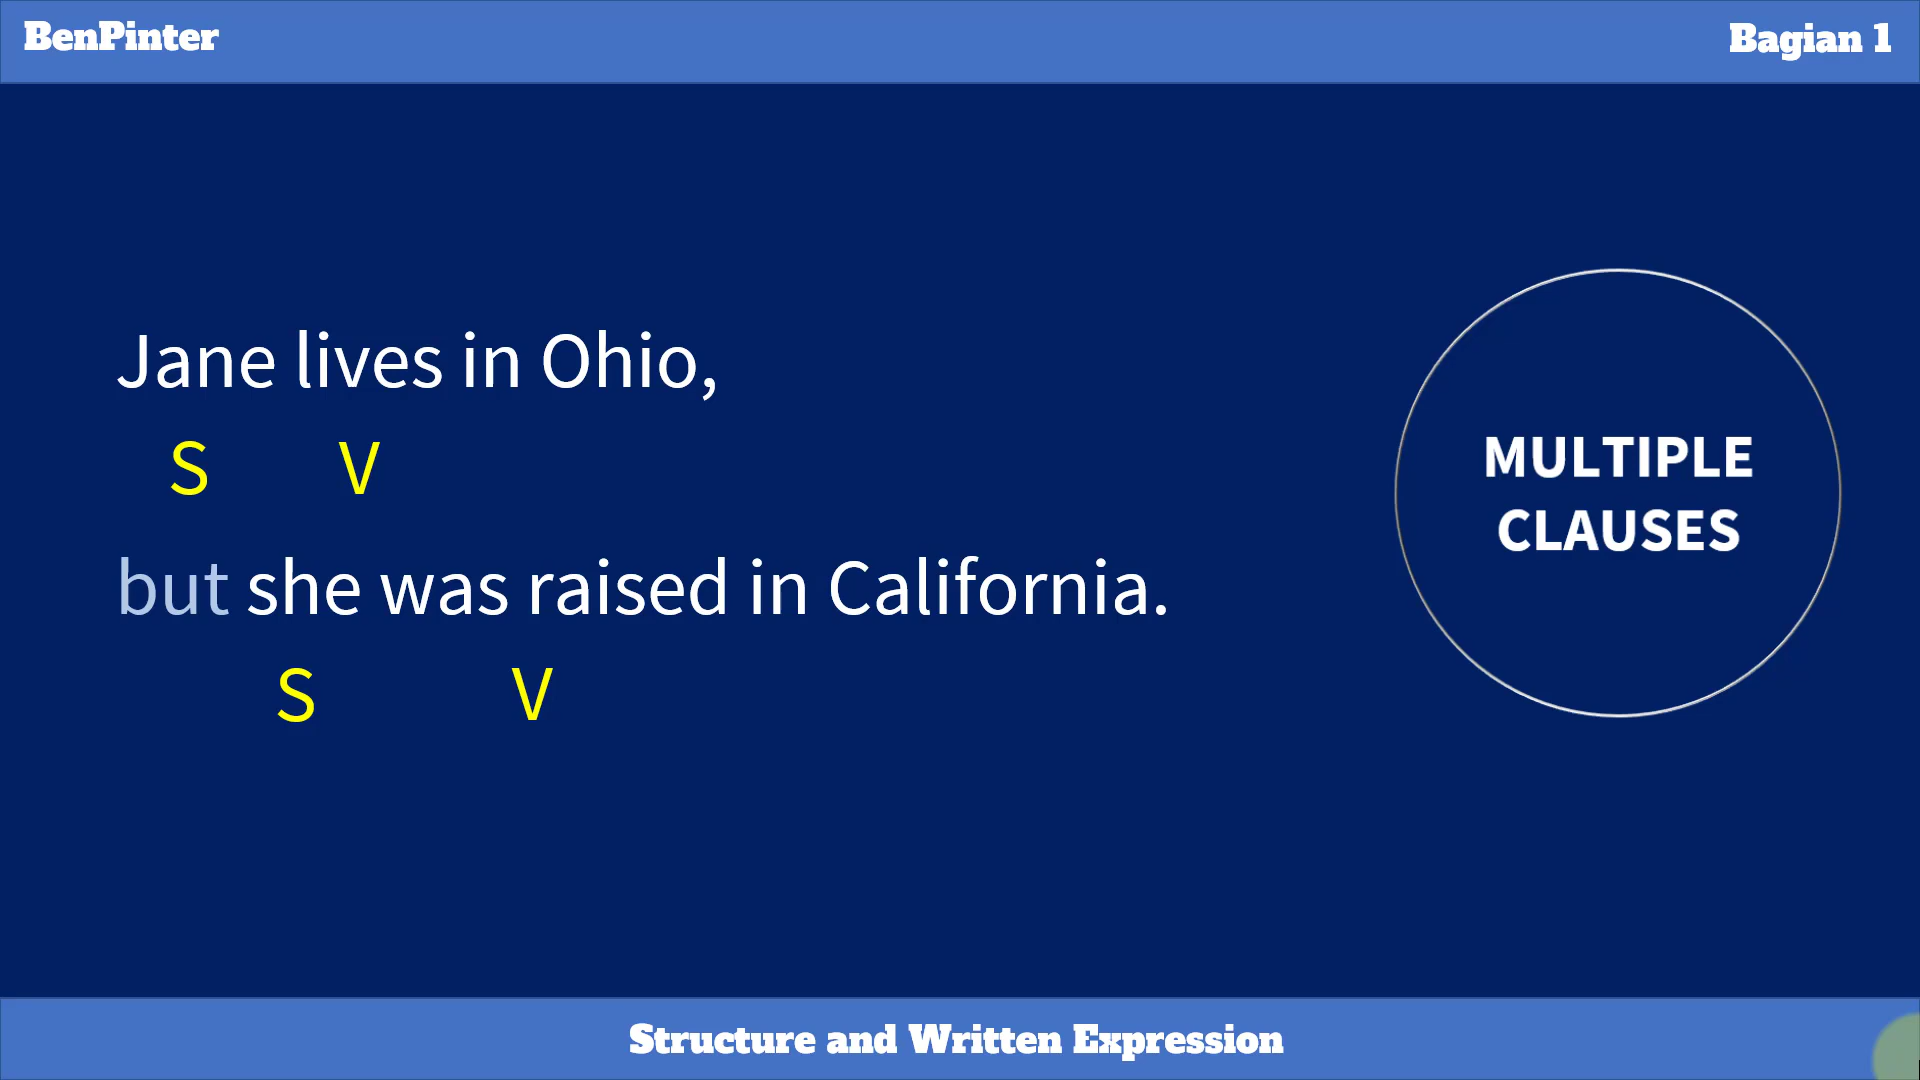 BenPinter
Bagian 1
Jane lives in Ohio,
S V
but she was raised in California.
S V
MULTIPLE
CLAUSES
Structure and Written Expression